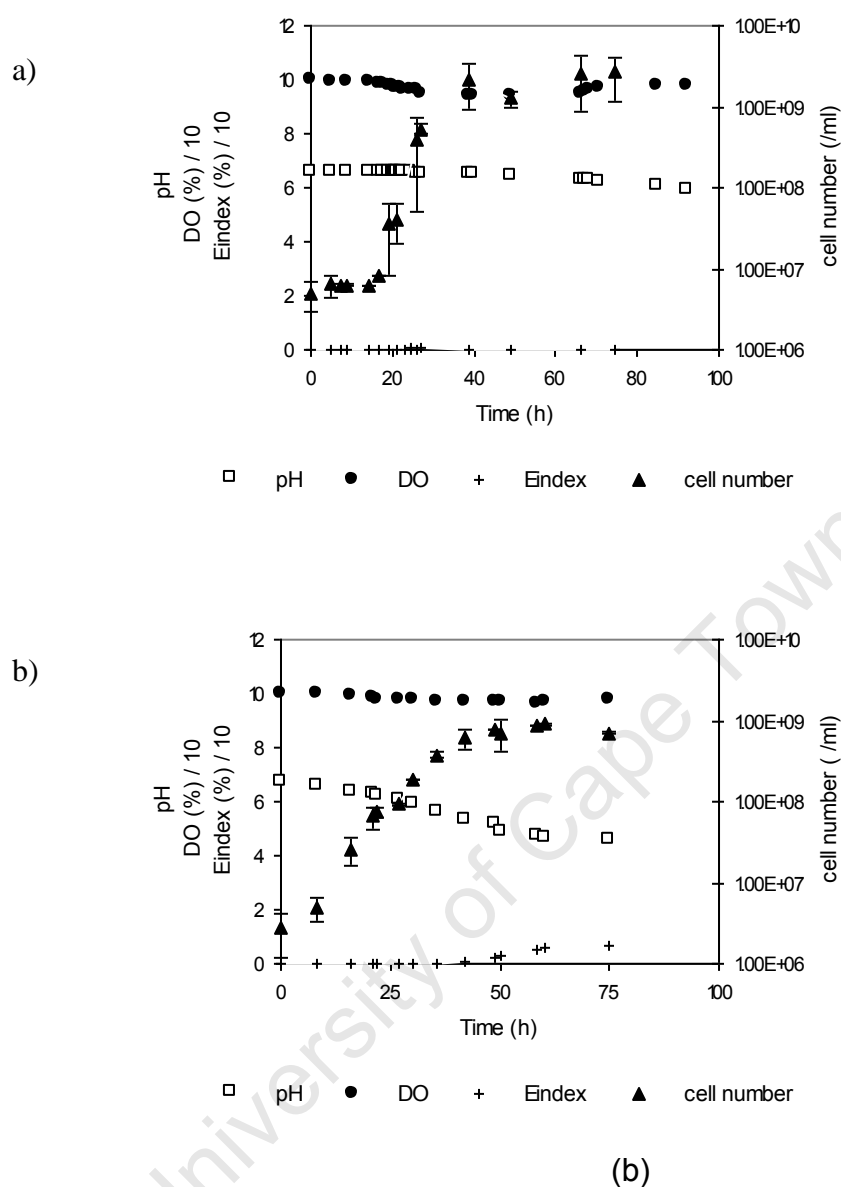 a)
12
10
8
6
4
2
0
pH
DO (%) / 10
Eindex (%) / 10
100E+10
100E+09
100E+08
100E+07
100E+06
cell number (/ml)
0 20 40 60 80 100
Time (h)
pH DO Eindex cell number
b)
12
10
8
6
4
2
0
pH
DO (%) / 10
Eindex (%) / 10
100E+10
100E+09
100E+08
100E+07
100E+06
cell number ( /ml)
0 25 50 75 100
Time (h)
pH DO Eindex cell number
(b)
University of Cape Town